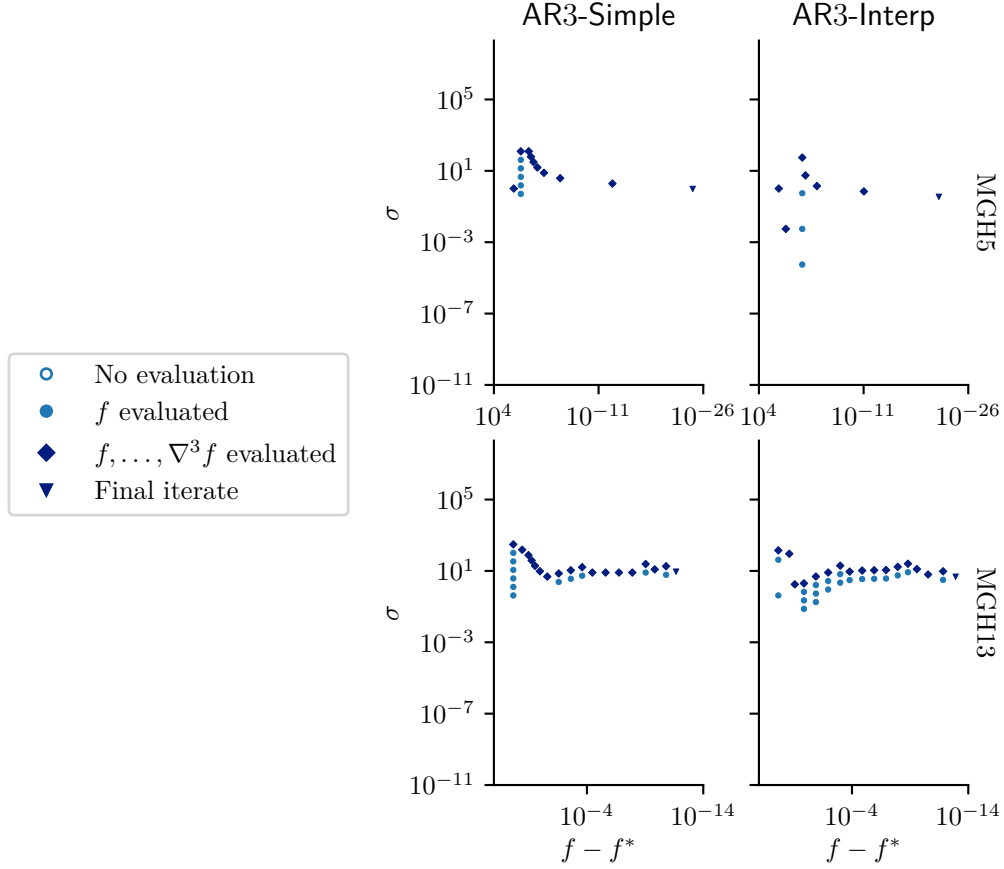 AR3-Simple
AR3-Interp
10^5
10^1
10^-3
10^-7
10^-11
σ
MGH5
10^4
10^-11
10^-26
10^4
10^-11
10^-26
No evaluation
f evaluated
f, . . . , ∇^3 f evaluated
Final iterate
10^5
10^1
10^-3
10^-7
10^-11
σ
MGH13
10^-4
10^-14
10^-4
10^-14
f − f*
f − f*